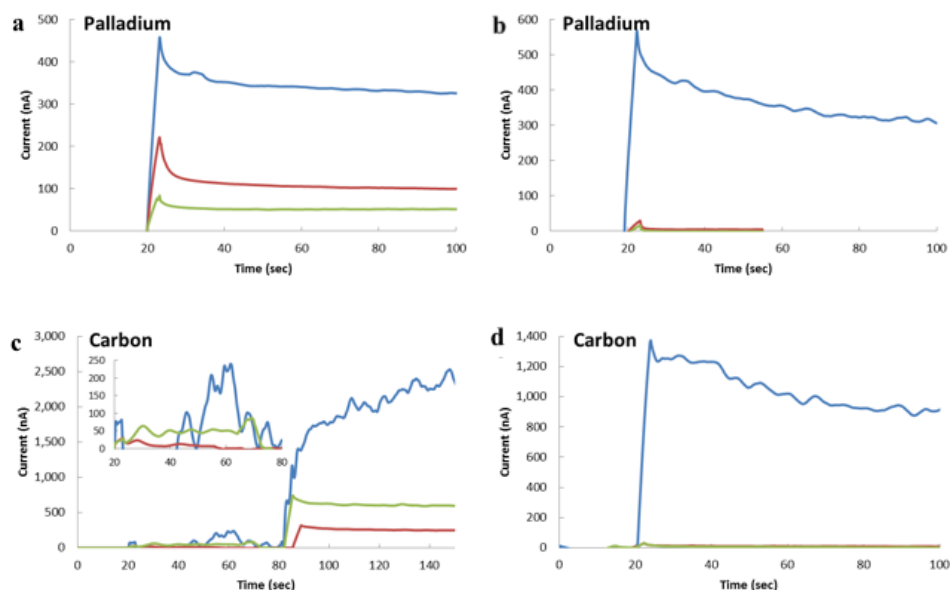 a Palladium
500
400
300
200
100
0
0 20 40 60 80 100
Current (nA)
Time (sec)
b Palladium
600
500
400
300
200
100
0
0 20 40 60 80 100
Current (nA)
Time (sec)
c Carbon
3,000
2,500
2,000
1,500
1,000
500
0
0 20 40 60 80 100 120 140
Current (nA)
Time (sec)
250
200
150
100
50
0
20 40 60 80
d Carbon
1,400
1,200
1,000
800
600
400
200
0
0 20 40 60 80 100
Current (nA)
Time (sec)